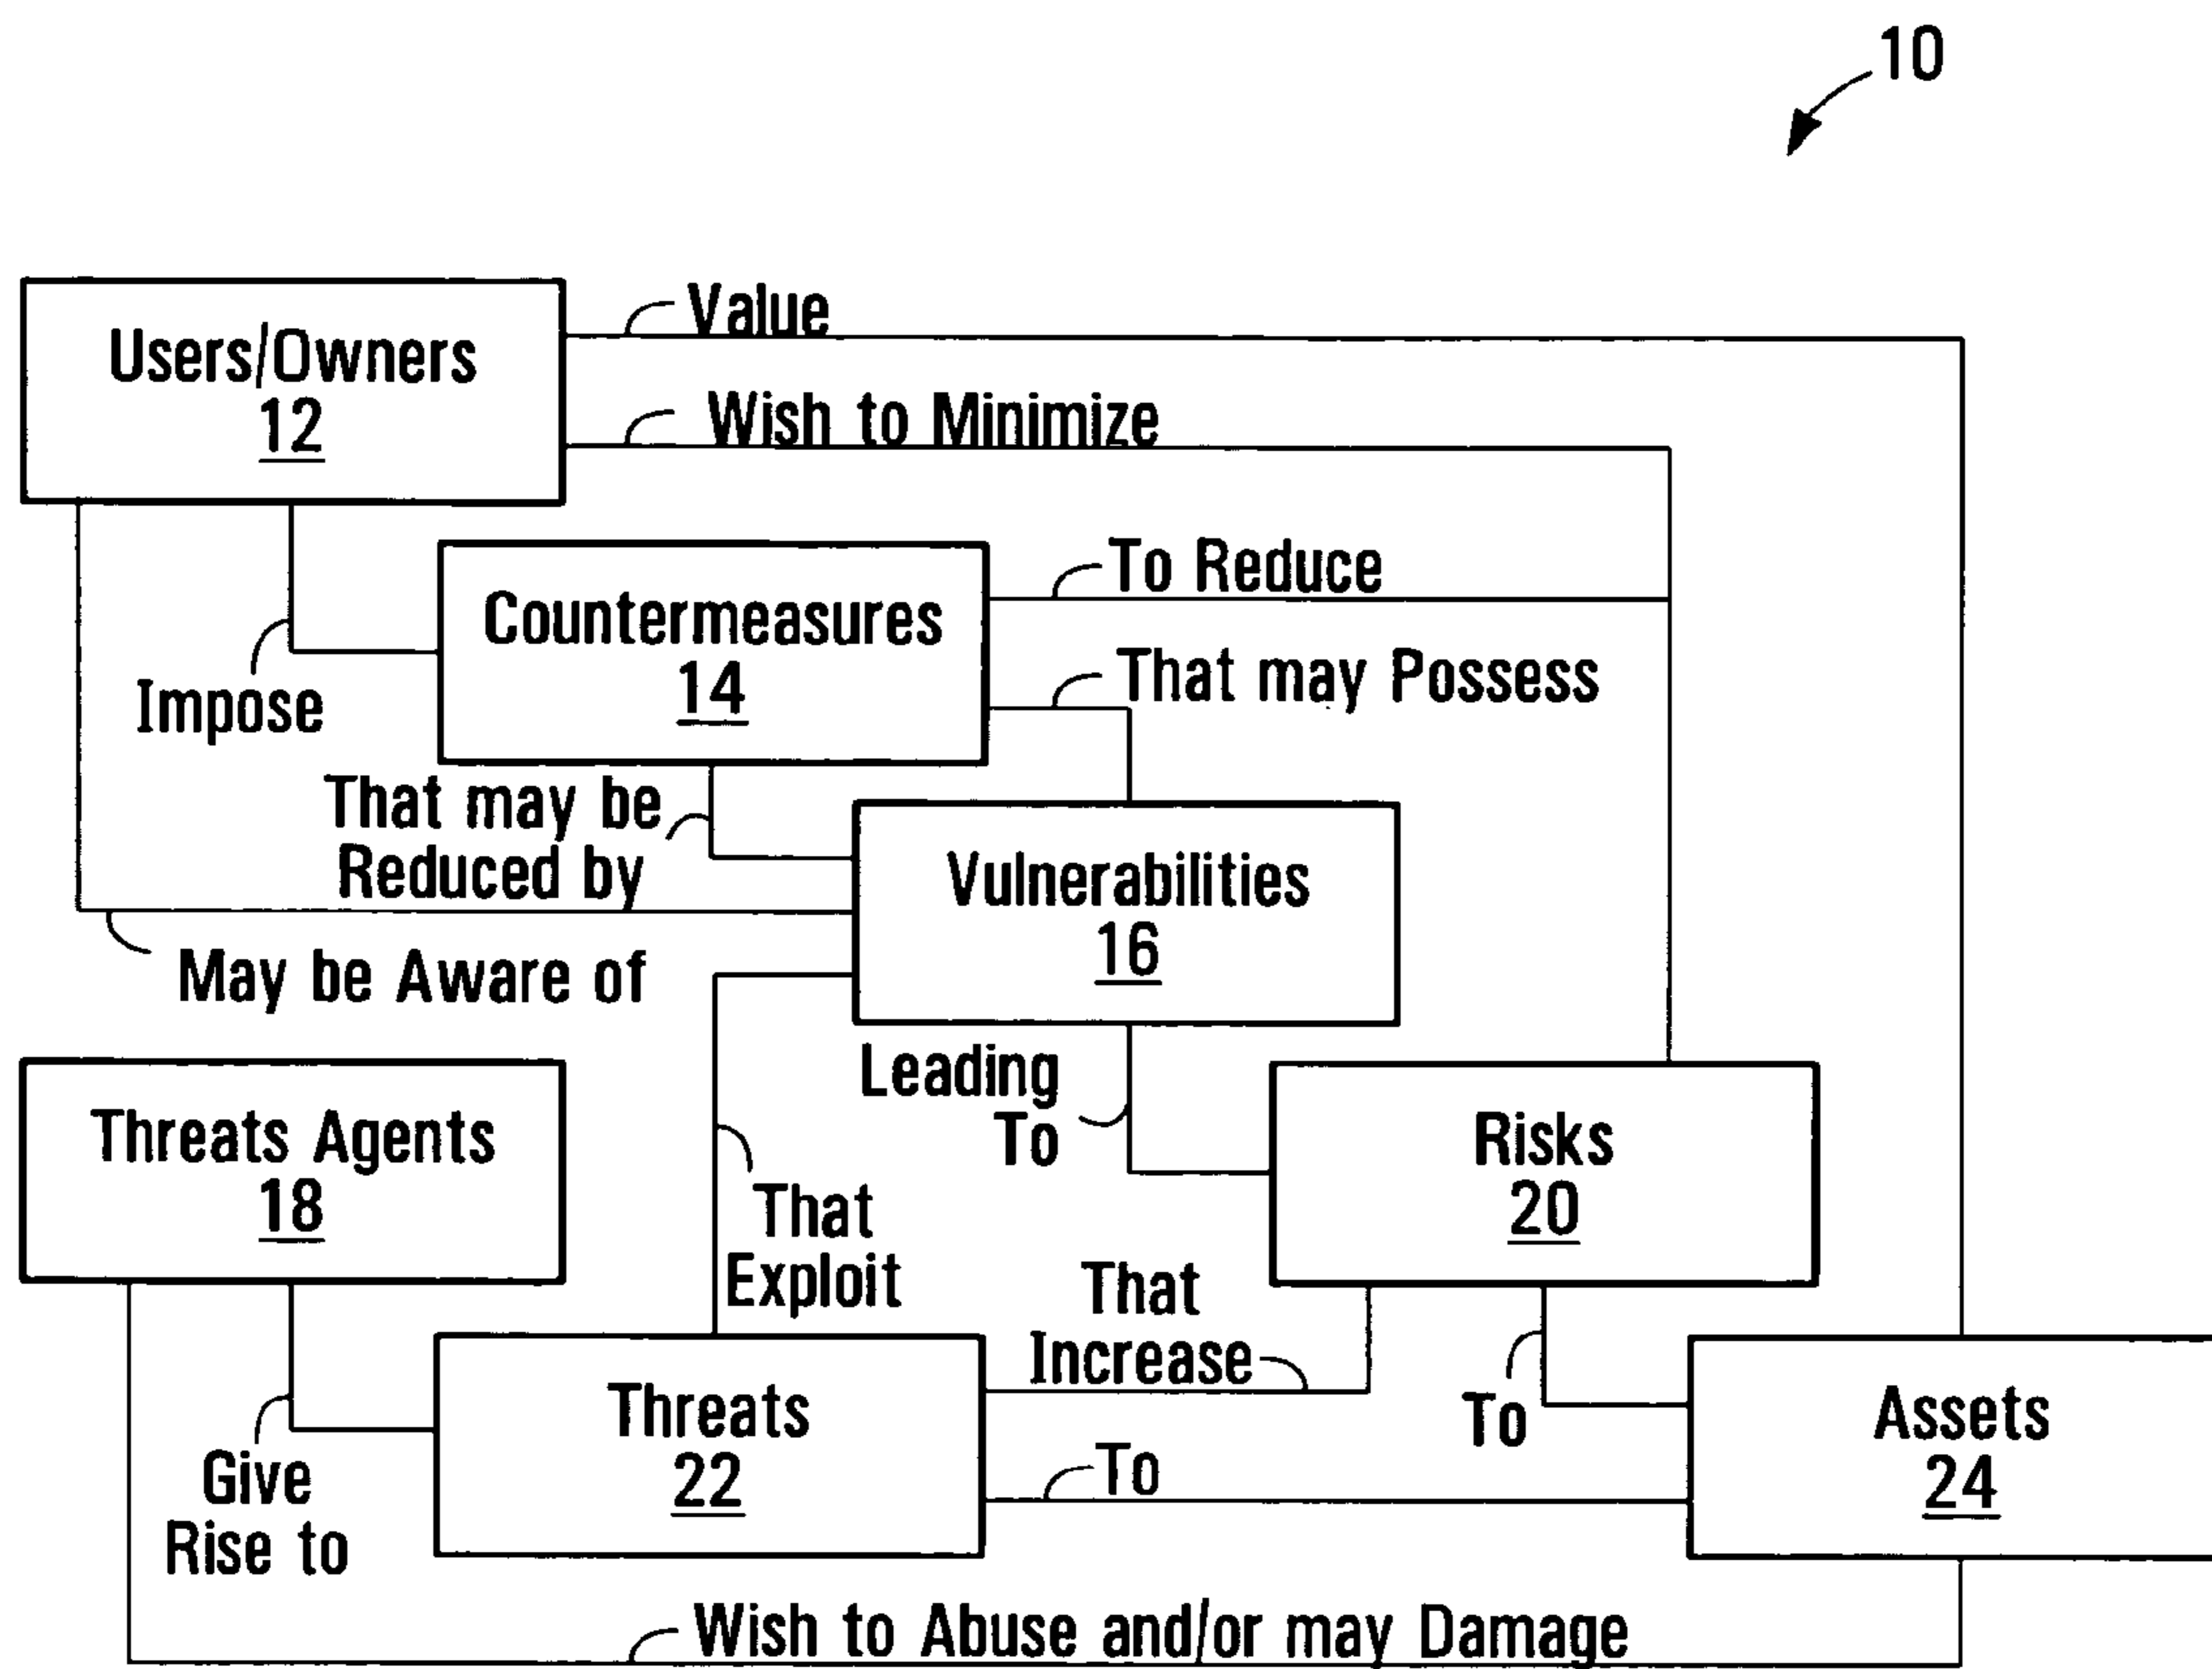 10
Users/Owners
12
Value
Wish to Minimize
Countermeasures
14
To Reduce
That may Possess
Impose
That may be
Reduced by
May be Aware of
Vulnerabilities
16
Threats Agents
18
Leading
To
Risks
20
That
Exploit
That
Increase
Give
Rise to
Threats
22
To
To
Assets
24
Wish to Abuse and/or may Damage